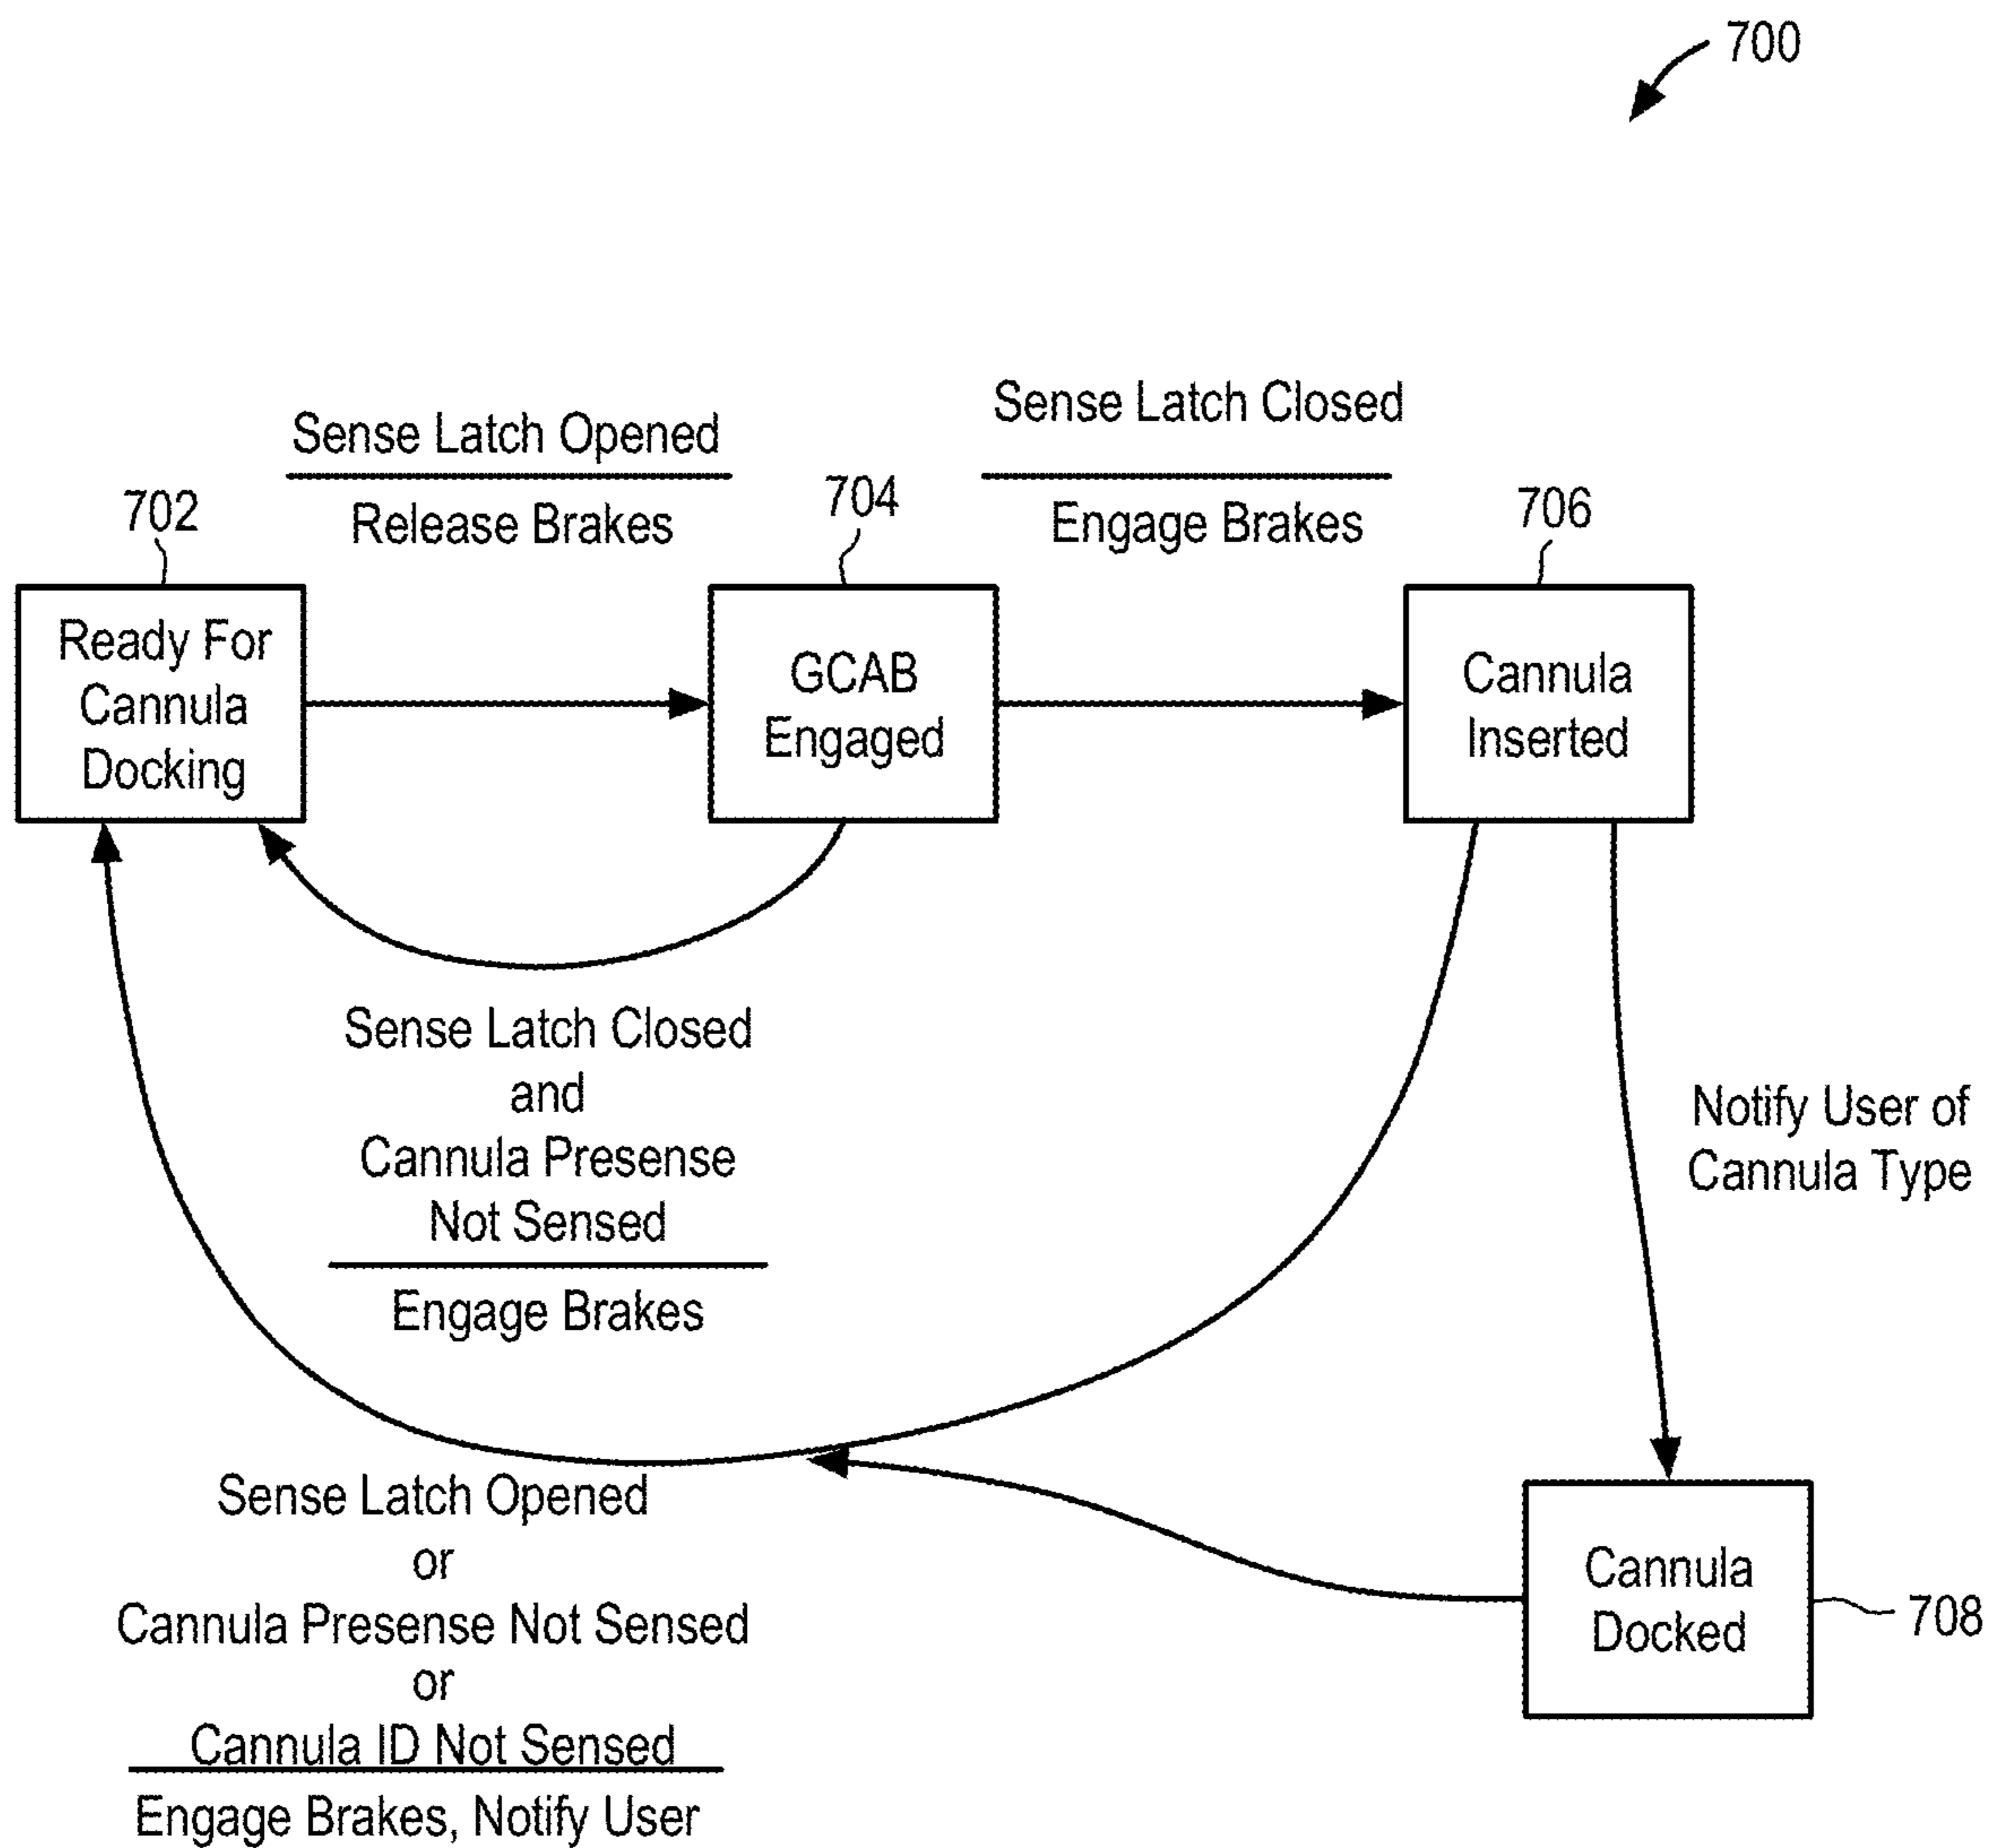 700
Sense Latch Opened
Release Brakes
Sense Latch Closed
Engage Brakes
702
704
706
Ready For
Cannula
Docking
GCAB
Engaged
Cannula
Inserted
Sense Latch Closed
and
Cannula Presense
Not Sensed
Engage Brakes
Notify User of
Cannula Type
Sense Latch Opened
or
Cannula Presense Not Sensed
or
Cannula ID Not Sensed
Engage Brakes, Notify User
Cannula
Docked
708